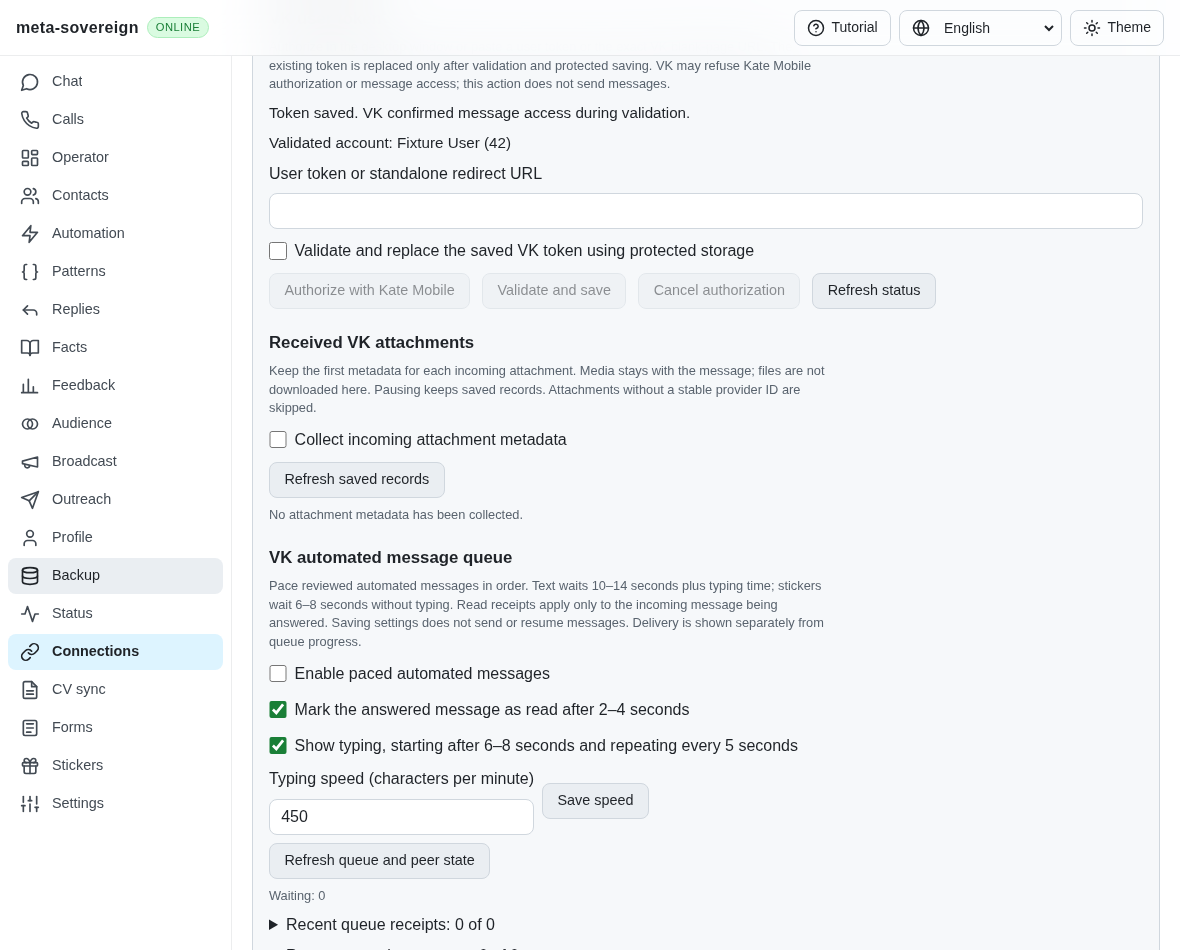 meta-sovereign ONLINE Tutorial English Theme
Chat
Calls
Operator
Contacts
Automation
Patterns
Replies
Facts
Feedback
Audience
Broadcast
Outreach
Profile
Backup
Status
Connections
CV sync
Forms
Stickers
Settings
existing token is replaced only after validation and protected saving. VK may refuse Kate Mobile
authorization or message access; this action does not send messages.
Token saved. VK confirmed message access during validation.
Validated account: Fixture User (42)
User token or standalone redirect URL
Validate and replace the saved VK token using protected storage
Authorize with Kate Mobile Validate and save Cancel authorization Refresh status
Received VK attachments
Keep the first metadata for each incoming attachment. Media stays with the message; files are not
downloaded here. Pausing keeps saved records. Attachments without a stable provider ID are
skipped.
Collect incoming attachment metadata
Refresh saved records
No attachment metadata has been collected.
VK automated message queue
Pace reviewed automated messages in order. Text waits 10–14 seconds plus typing time; stickers
wait 6–8 seconds without typing. Read receipts apply only to the incoming message being
answered. Saving settings does not send or resume messages. Delivery is shown separately from
queue progress.
Enable paced automated messages
Mark the answered message as read after 2–4 seconds
Show typing, starting after 6–8 seconds and repeating every 5 seconds
Typing speed (characters per minute)
450 Save speed
Refresh queue and peer state
Waiting: 0
Recent queue receipts: 0 of 0